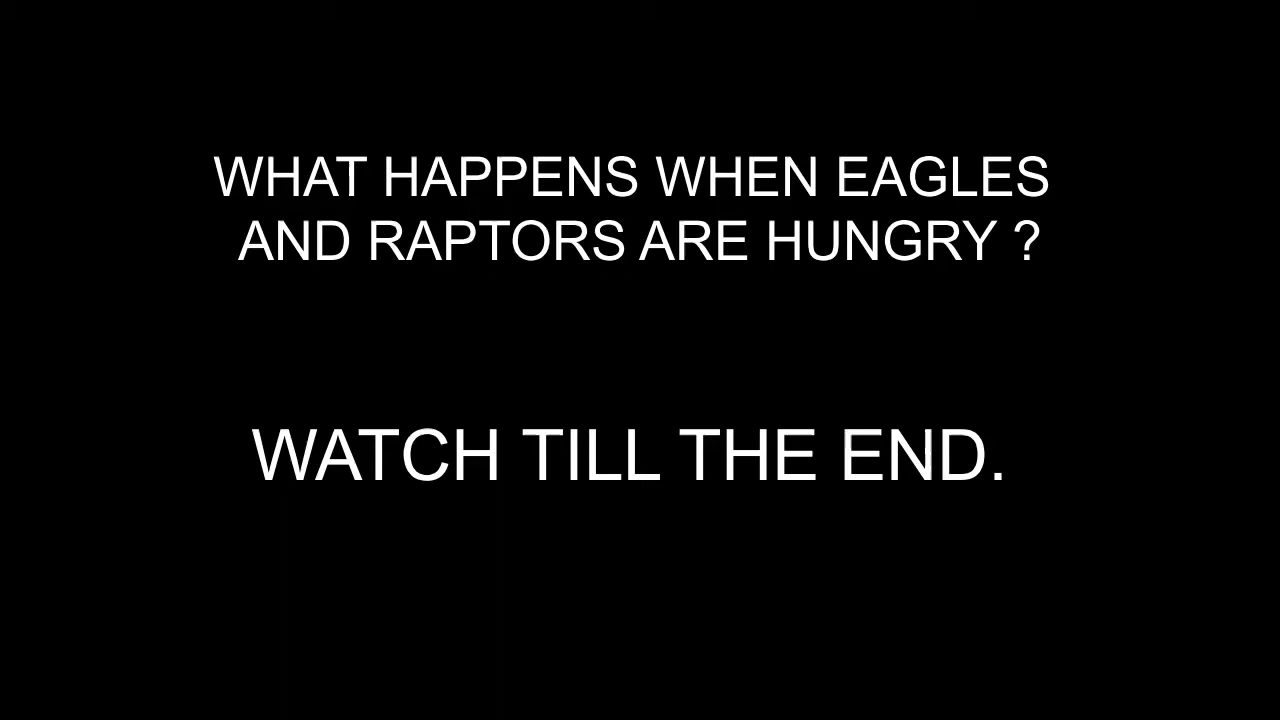 WHAT HAPPENS WHEN EAGLES
AND RAPTORS ARE HUNGRY ?
WATCH TILL THE END.